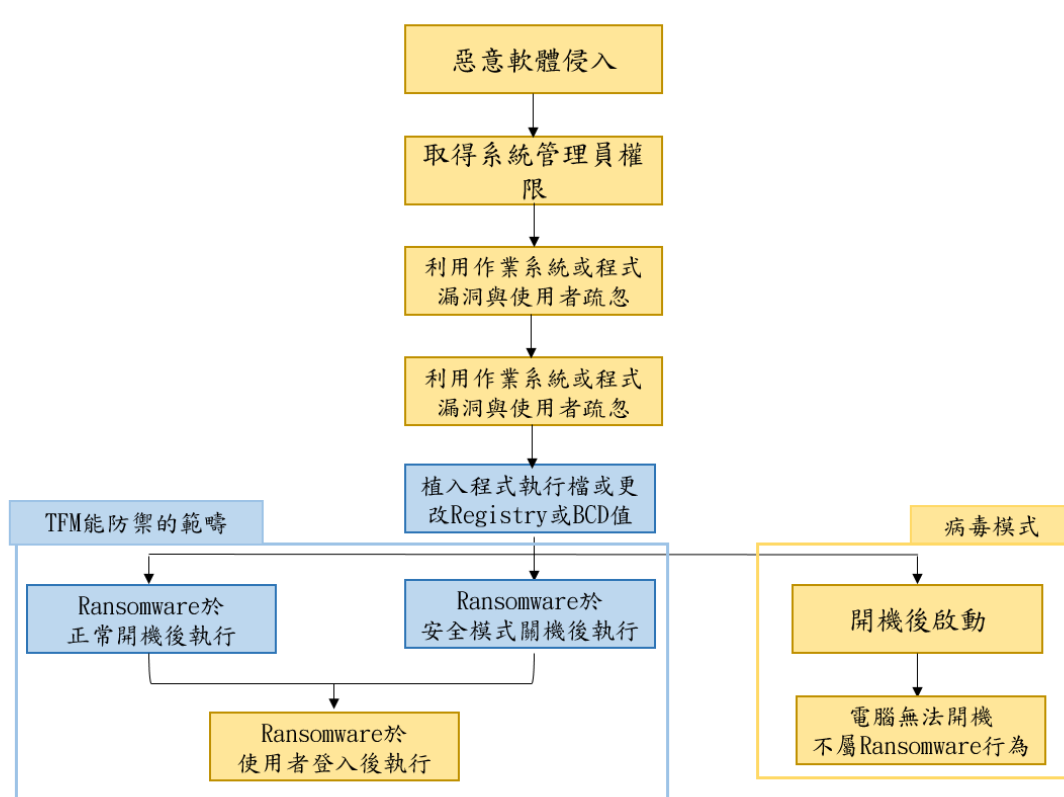 惡意軟體侵入
取得系統管理員權
限
利用作業系統或程式
漏洞與使用者疏忽
利用作業系統或程式
漏洞與使用者疏忽
植入程式執行檔或更
改Registry或BCD值
TFM能防禦的範疇
病毒模式
Ransomware於
正常開機後執行
Ransomware於
安全模式關機後執行
開機後啟動
Ransomware於
使用者登入後執行
電腦無法開機
不屬Ransomware行為